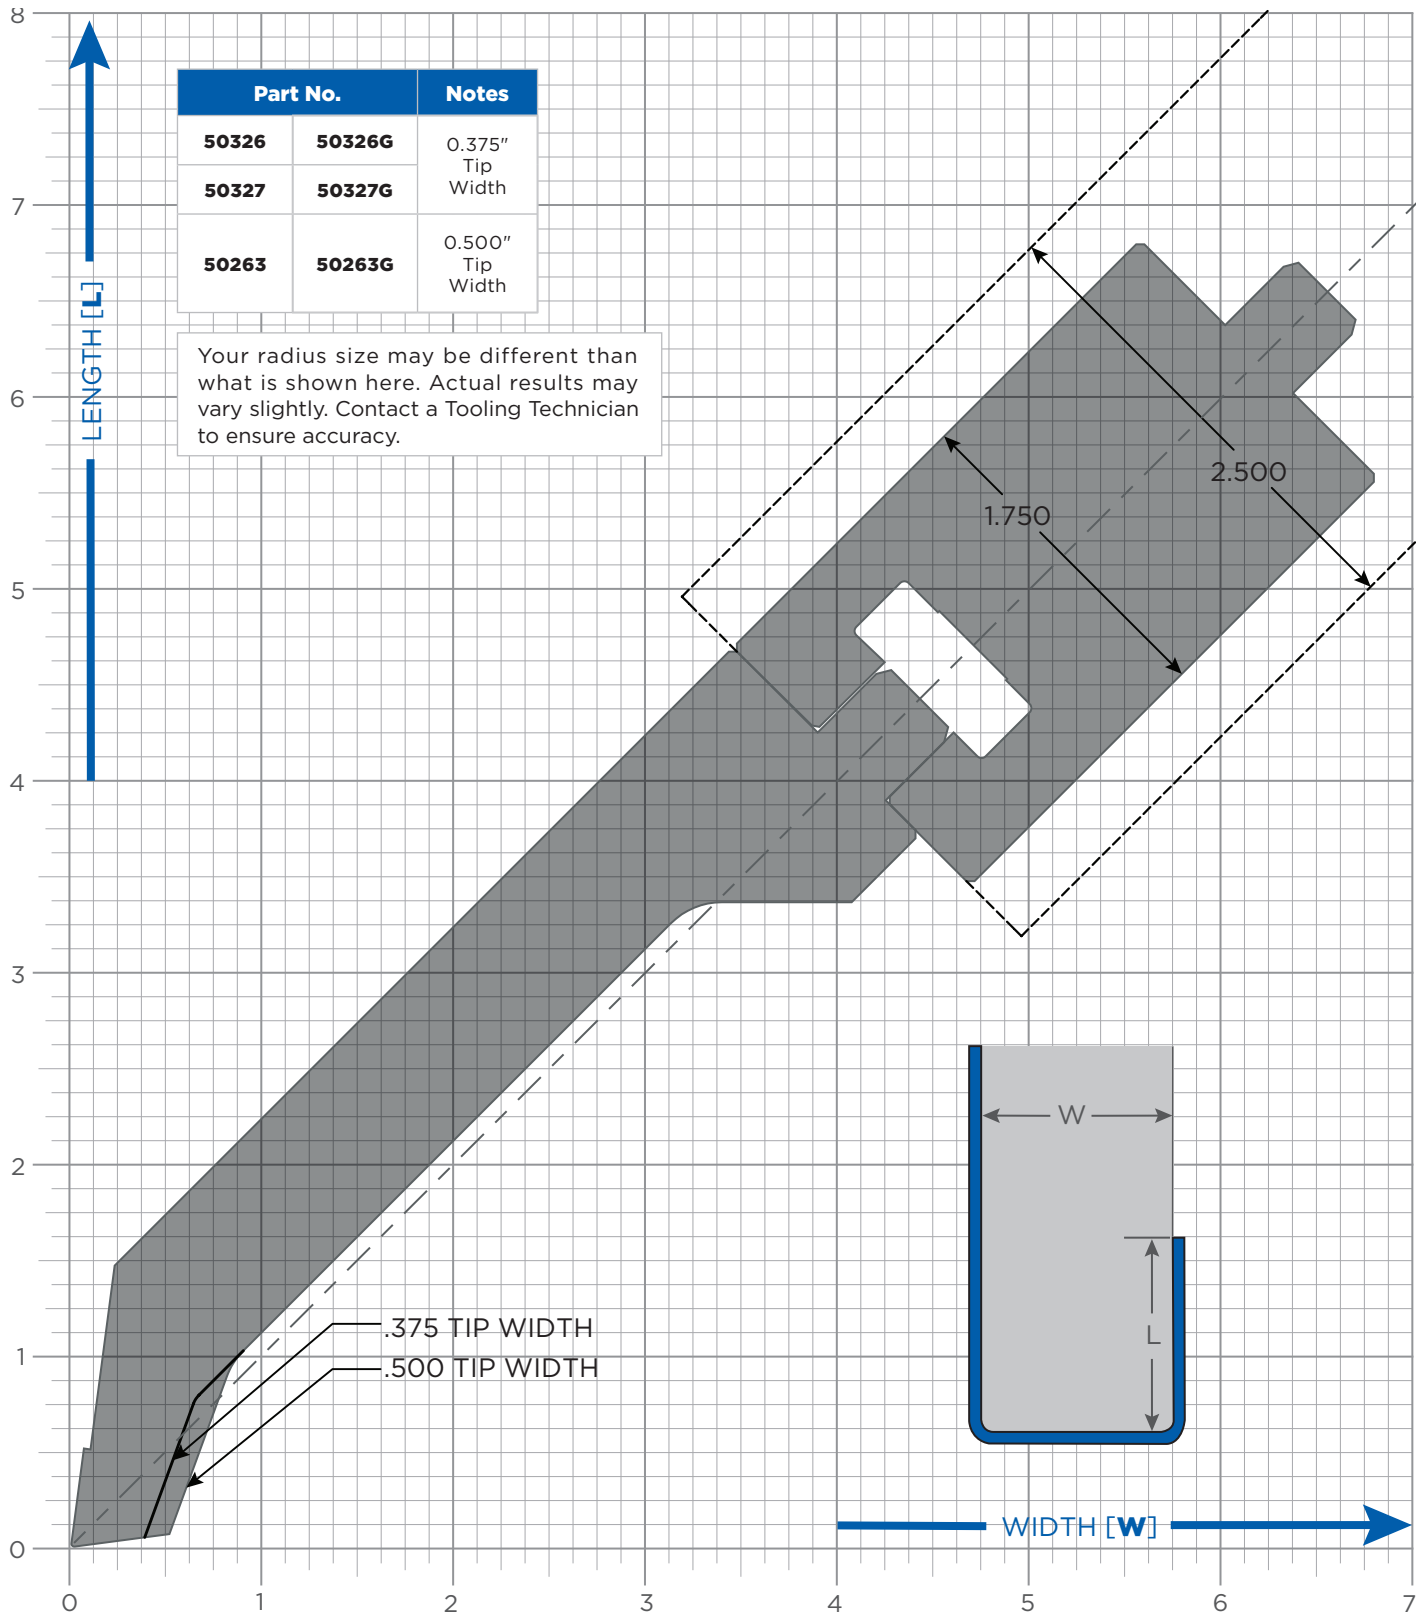 8
7
6
5
4
3
2
1
0
LENGTH [L]
Part No. Notes
50326 50326G
50327 50327G
0.375"
Tip
Width
50263 50263G
0.500"
Tip
Width
Your radius size may be different than
what is shown here. Actual results may
vary slightly. Contact a Tooling Technician
to ensure accuracy.
2.500
1.750
W
L
.375 TIP WIDTH
.500 TIP WIDTH
WIDTH [W]
0 1 2 3 4 5 6 7